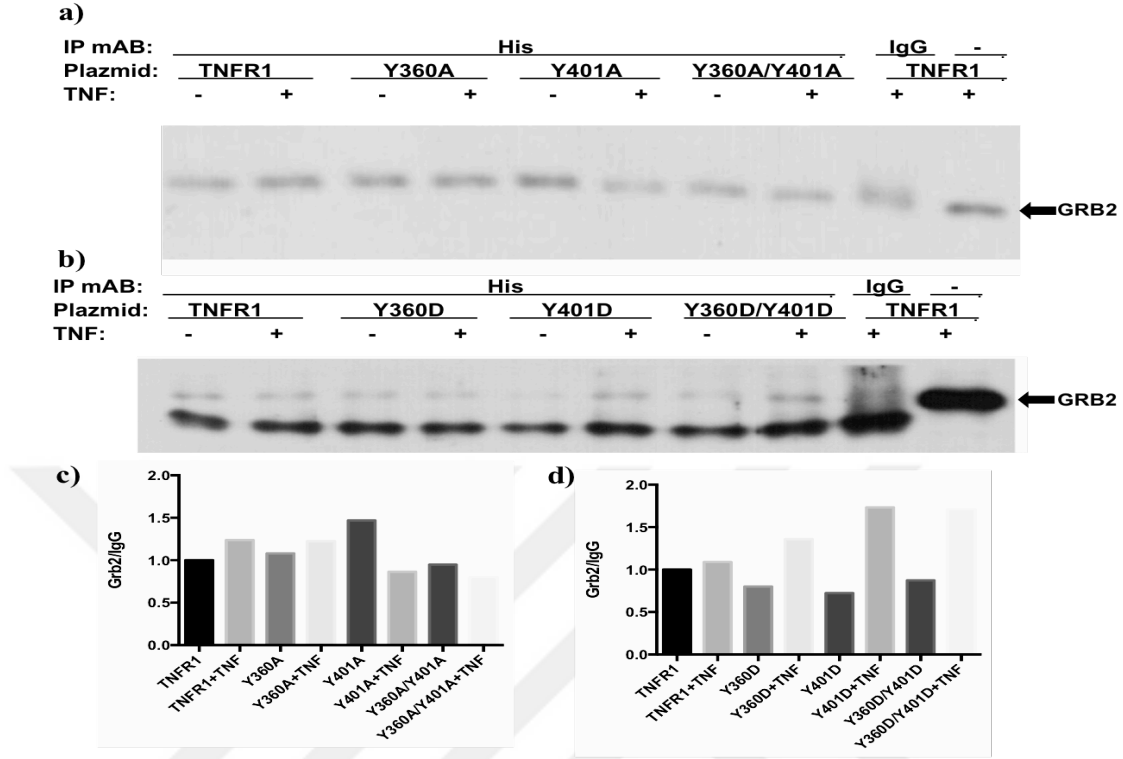 a)
IP mAB: His IgG -
Plazmid: TNFR1 Y360A Y401A Y360A/Y401A TNFR1
TNF: - + - + - + - + + +
GRB2
b)
IP mAB: His IgG -
Plazmid: TNFR1 Y360D Y401D Y360D/Y401D TNFR1
TNF: - + - + - + - + + +
GRB2
c)
2.0
1.5
1.0
0.5
0.0
Grb2/IgG
TNFR1
TNFR1+TNF
Y360A
Y360A+TNF
Y401A
Y401A+TNF
Y360A/Y401A
Y360A/Y401A+TNF
d)
2.0
1.5
1.0
0.5
0.0
Grb2/IgG
TNFR1
TNFR1+TNF
Y360D
Y360D+TNF
Y401D
Y401D+TNF
Y360D/Y401D
Y360D/Y401D+TNF